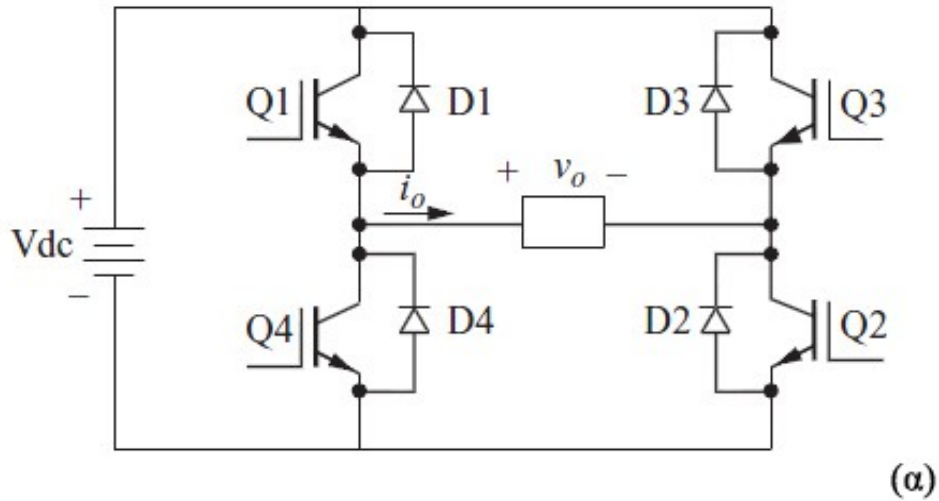 Q1 D1 D3 Q3
+ v_o −
+ i_o
Vdc
−
Q4 D4 D2 Q2
(α)